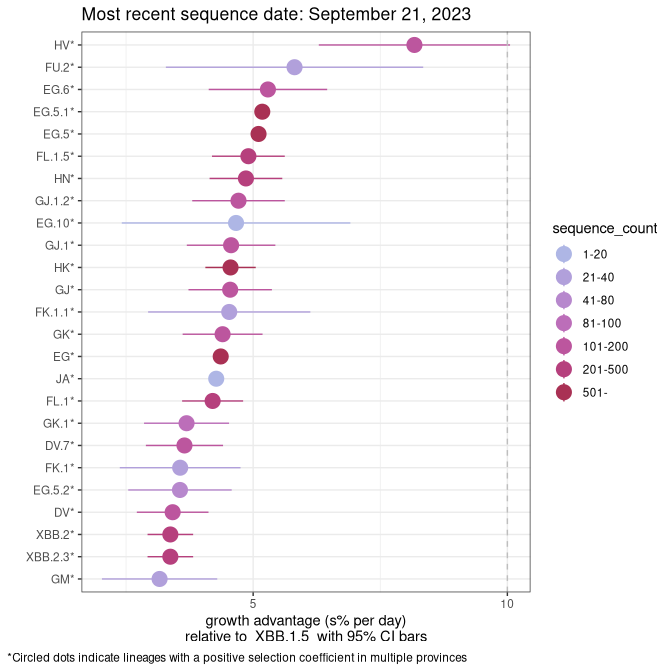 Most recent sequence date: September 21, 2023
HV*
FU.2*
EG.6*
EG.5.1*
EG.5*
FL.1.5*
HN*
GJ.1.2*
EG.10*
GJ.1*
HK*
GJ*
FK.1.1*
GK*
EG*
JA*
FL.1*
GK.1*
DV.7*
FK.1*
EG.5.2*
DV*
XBB.2*
XBB.2.3*
GM*
5
10
growth advantage (s% per day)
relative to XBB.1.5 with 95% CI bars
sequence_count
1-20
21-40
41-80
81-100
101-200
201-500
501-
*Circled dots indicate lineages with a positive selection coefficient in multiple provinces